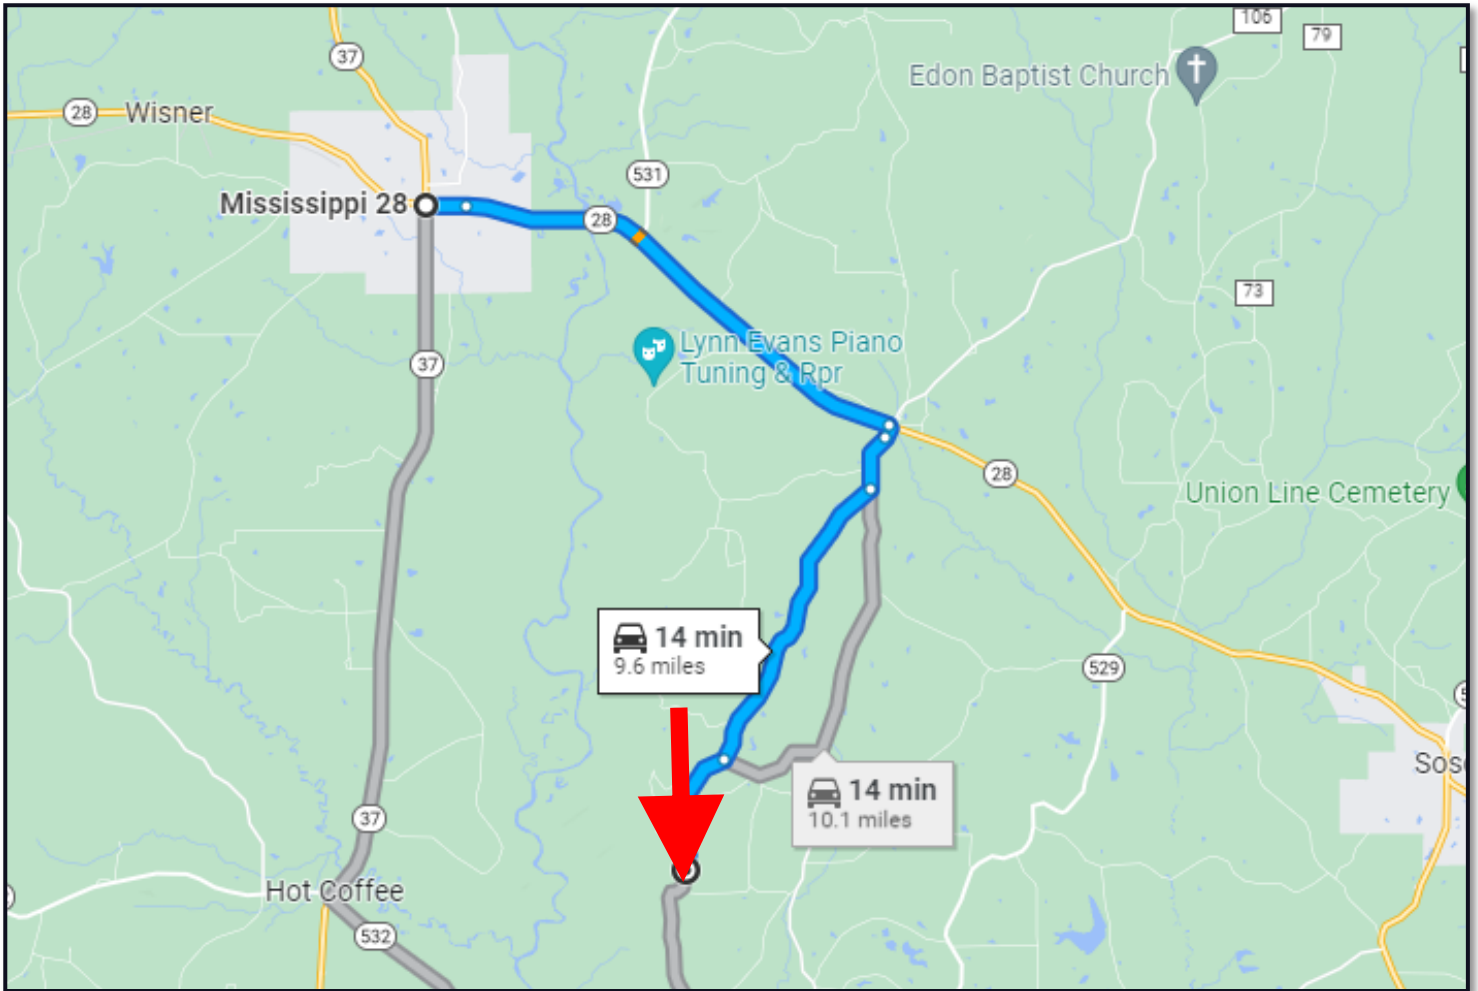 106
79
37
Edon Baptist Church
28
Wisner
531
Mississippi 28
28
73
Lynn Evans Piano
Tuning & Rpr
37
28
Union Line Cemetery
14 min
9.6 miles
529
14 min
10.1 miles
37
Hot Coffee
532